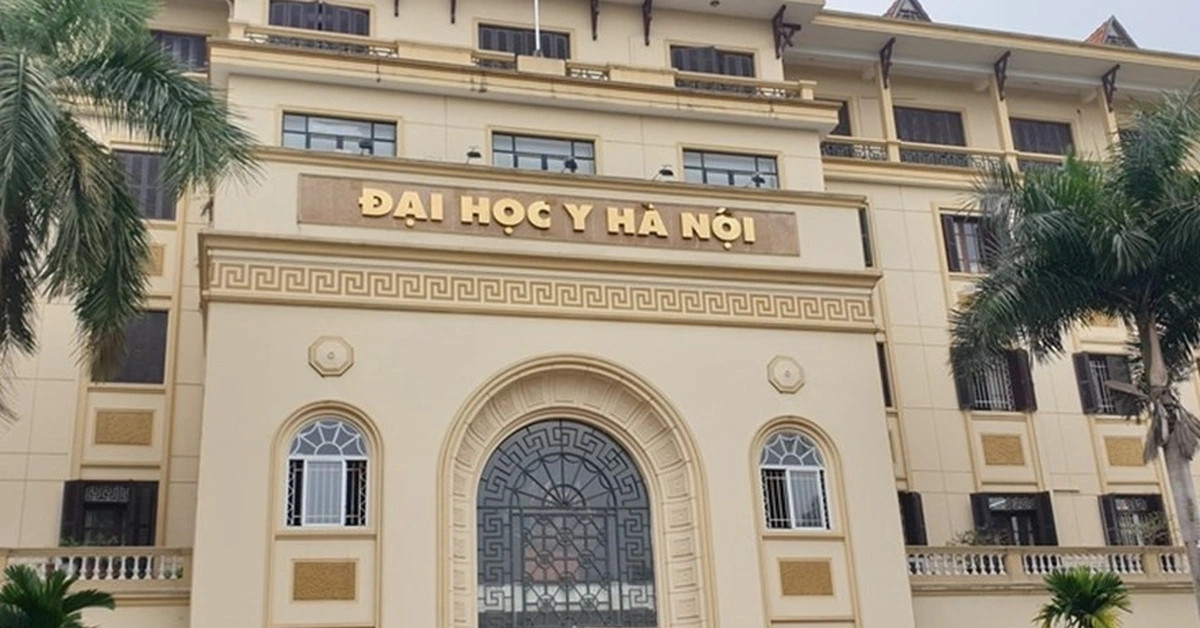 ĐẠI HỌC Y HÀ NỘI